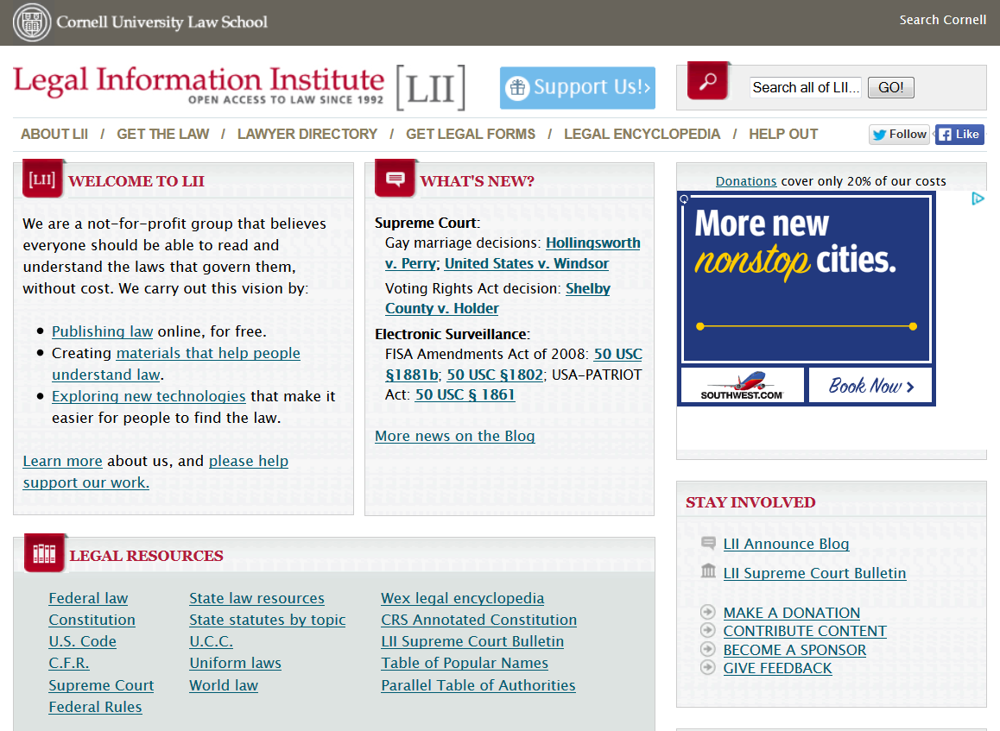 Cornell University Law School
Search Cornell
Legal Information Institute [LII]
OPEN ACCESS TO LAW SINCE 1992
Support Us!›
Search all of LII...
GO!
ABOUT LII / GET THE LAW / LAWYER DIRECTORY / GET LEGAL FORMS / LEGAL ENCYCLOPEDIA / HELP OUT
Follow
Like
[LII] WELCOME TO LII
We are a not-for-profit group that believes
everyone should be able to read and
understand the laws that govern them,
without cost. We carry out this vision by:
• Publishing law online, for free.
• Creating materials that help people
understand law.
• Exploring new technologies that make it
easier for people to find the law.
Learn more about us, and please help
support our work.
WHAT'S NEW?
Supreme Court:
Gay marriage decisions: Hollingsworth
v. Perry; United States v. Windsor
Voting Rights Act decision: Shelby
County v. Holder
Electronic Surveillance:
FISA Amendments Act of 2008: 50 USC
§1881b; 50 USC §1802; USA-PATRIOT
Act: 50 USC § 1861
More news on the Blog
Donations cover only 20% of our costs
More new
nonstop cities.
SOUTHWEST.COM
Book Now ›
STAY INVOLVED
LII Announce Blog
LII Supreme Court Bulletin
MAKE A DONATION
CONTRIBUTE CONTENT
BECOME A SPONSOR
GIVE FEEDBACK
LEGAL RESOURCES
Federal law
Constitution
U.S. Code
C.F.R.
Supreme Court
Federal Rules
State law resources
State statutes by topic
U.C.C.
Uniform laws
World law
Wex legal encyclopedia
CRS Annotated Constitution
LII Supreme Court Bulletin
Table of Popular Names
Parallel Table of Authorities